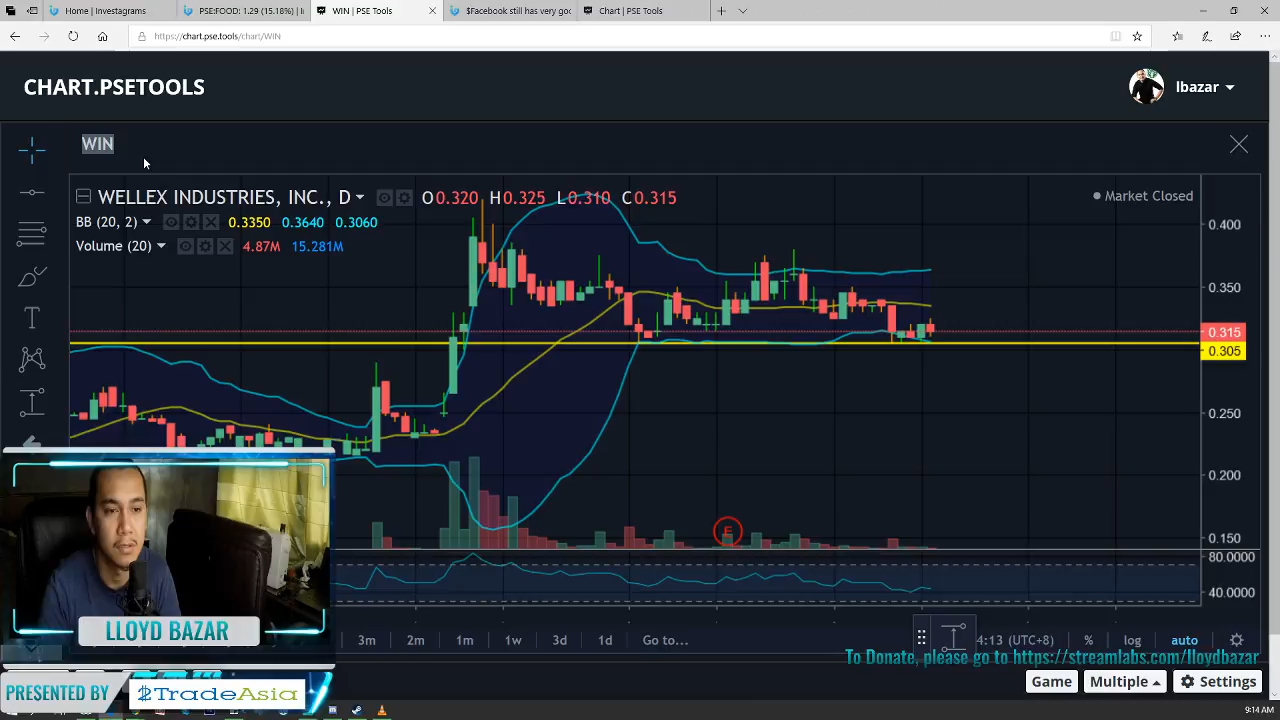 Home | Investagrams
PSE:FOOD: 1.29 (15.18%) | I
WIN | PSE Tools
$Facebook still has very goo
Chart | PSE Tools
https://chart.pse.tools/chart/WIN
CHART.PSETOOLS
lbazar
WIN
WELLEX INDUSTRIES, INC., D
O0.320 H0.325 L0.310 C0.315
Market Closed
BB (20, 2) 0.3350 0.3640 0.3060
Volume (20) 4.87M 15.281M
0.400
0.350
0.315
0.305
0.250
0.200
0.150
E
80.0000
40.0000
3m 2m 1m 1w 3d 1d Go to...
4:13 (UTC+8) % log auto
LLOYD BAZAR
To Donate, please go to https://streamlabs.com/lloydbazar
Game Multiple Settings
PRESENTED BY $TradeAsia
9:14 AM